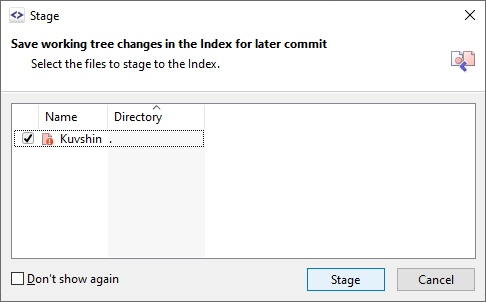 Stage
Save working tree changes in the Index for later commit
Select the files to stage to the Index.
Name Directory
Kuvshin .
Don't show again
Stage Cancel